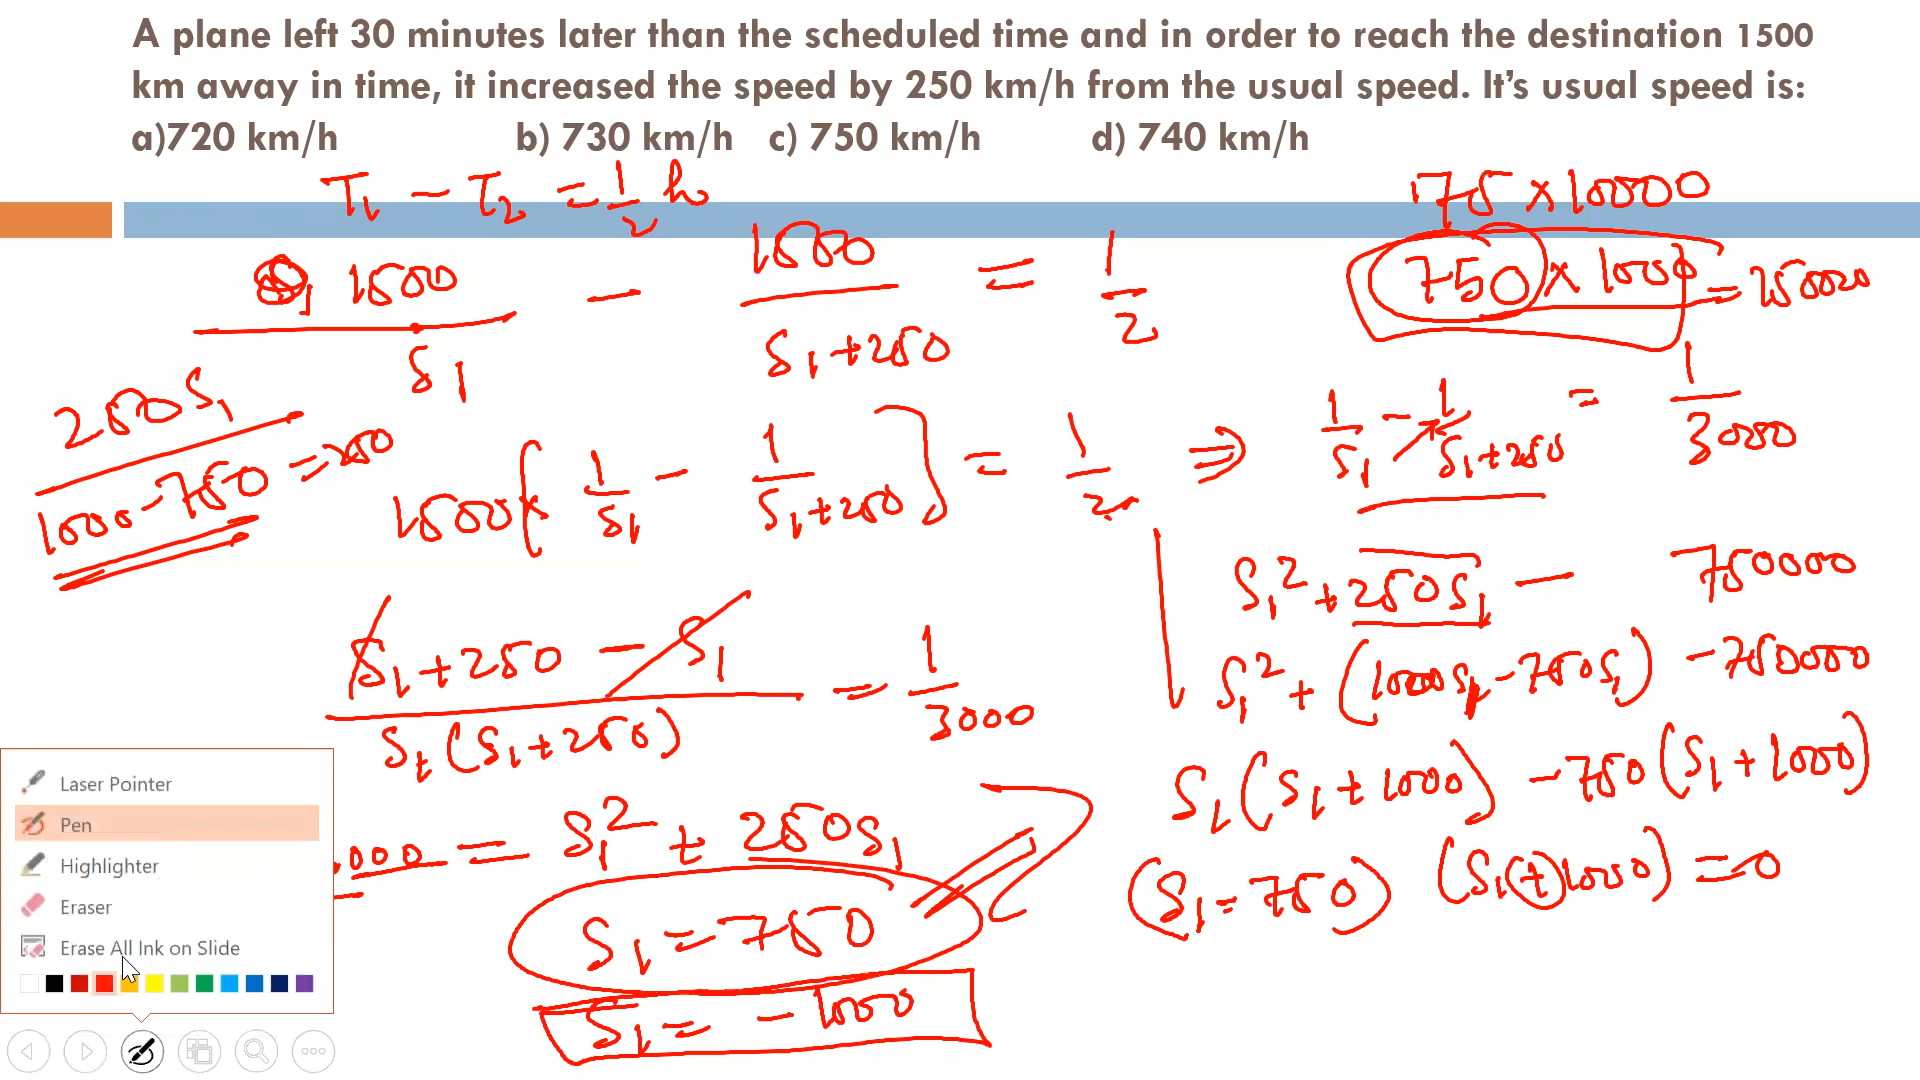 A plane left 30 minutes later than the scheduled time and in order to reach the destination 1500
km away in time, it increased the speed by 250 km/h from the usual speed. It's usual speed is:
a)720 km/h b) 730 km/h c) 750 km/h d) 740 km/h
T1 - T2 = 1/2 h
75 × 10000
1500/S1 - 1500/(S1+250) = 1/2
750 × 1000 = 750000
250S1
1000-750 = 250
1500 [1/S1 - 1/(S1+250)] = 1/2 ⇒ 1/S1 - 1/(S1+250) = 1/3000
S1² + 250S1 - 750000
(S1+250 - S1)/(S1(S1+250)) = 1/3000
S1² + (1000S1 - 750S1) - 750000
S1(S1+1000) - 750(S1+1000)
000 = S1² + 250S1
(S1 = 750) (S1+1000) = 0
S1 = 750
S1 = -1000
Laser Pointer
Pen
Highlighter
Eraser
Erase All Ink on Slide